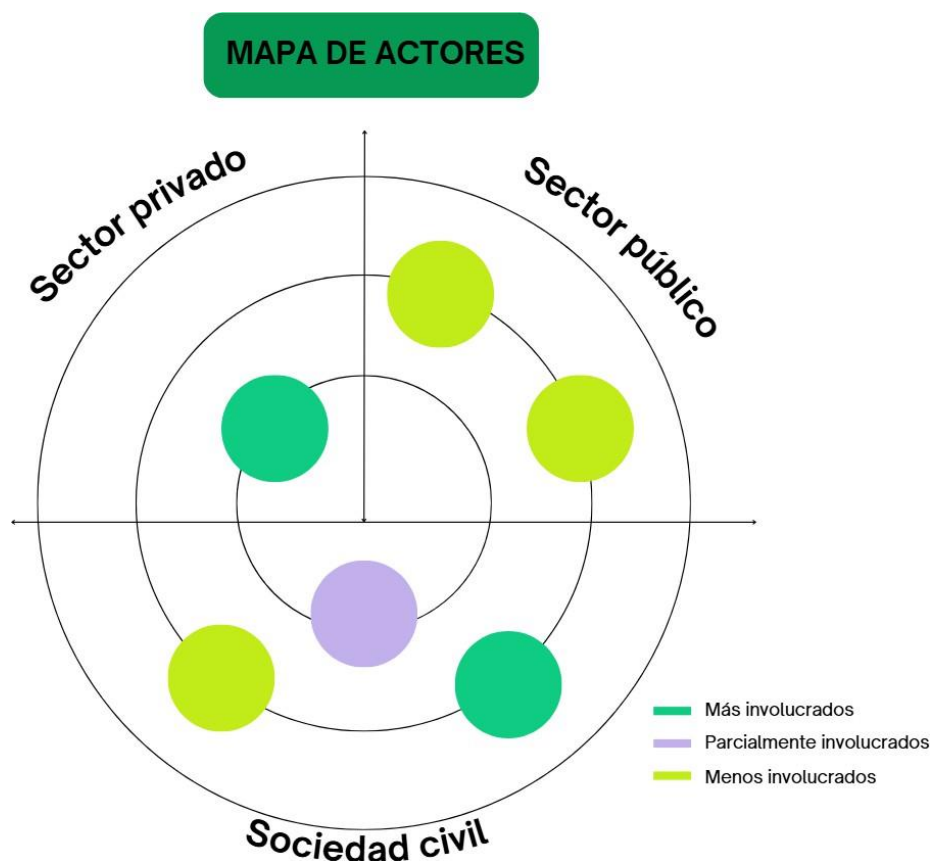 MAPA DE ACTORES
Sector privado
Sector público
Más involucrados
Parcialmente involucrados
Menos involucrados
Sociedad civil